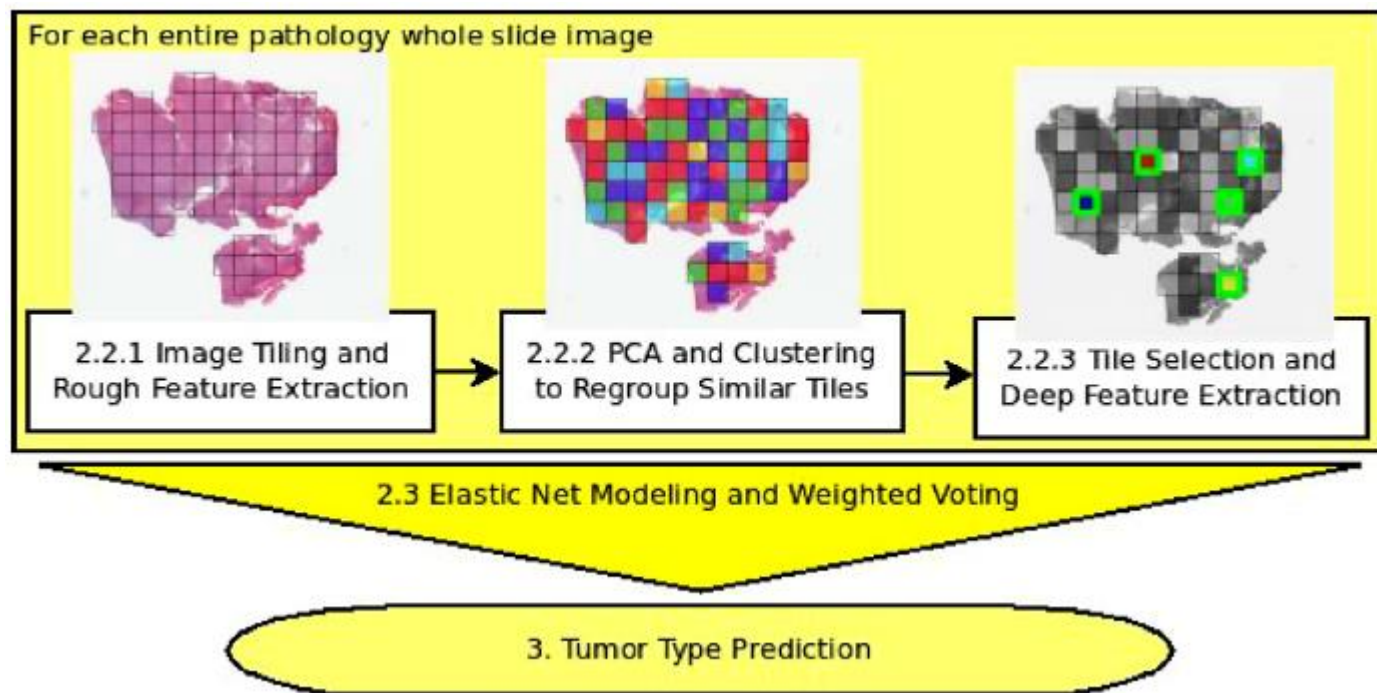 For each entire pathology whole slide image
2.2.1 Image Tiling and
Rough Feature Extraction
2.2.2 PCA and Clustering
to Regroup Similar Tiles
2.2.3 Tile Selection and
Deep Feature Extraction
2.3 Elastic Net Modeling and Weighted Voting
3. Tumor Type Prediction